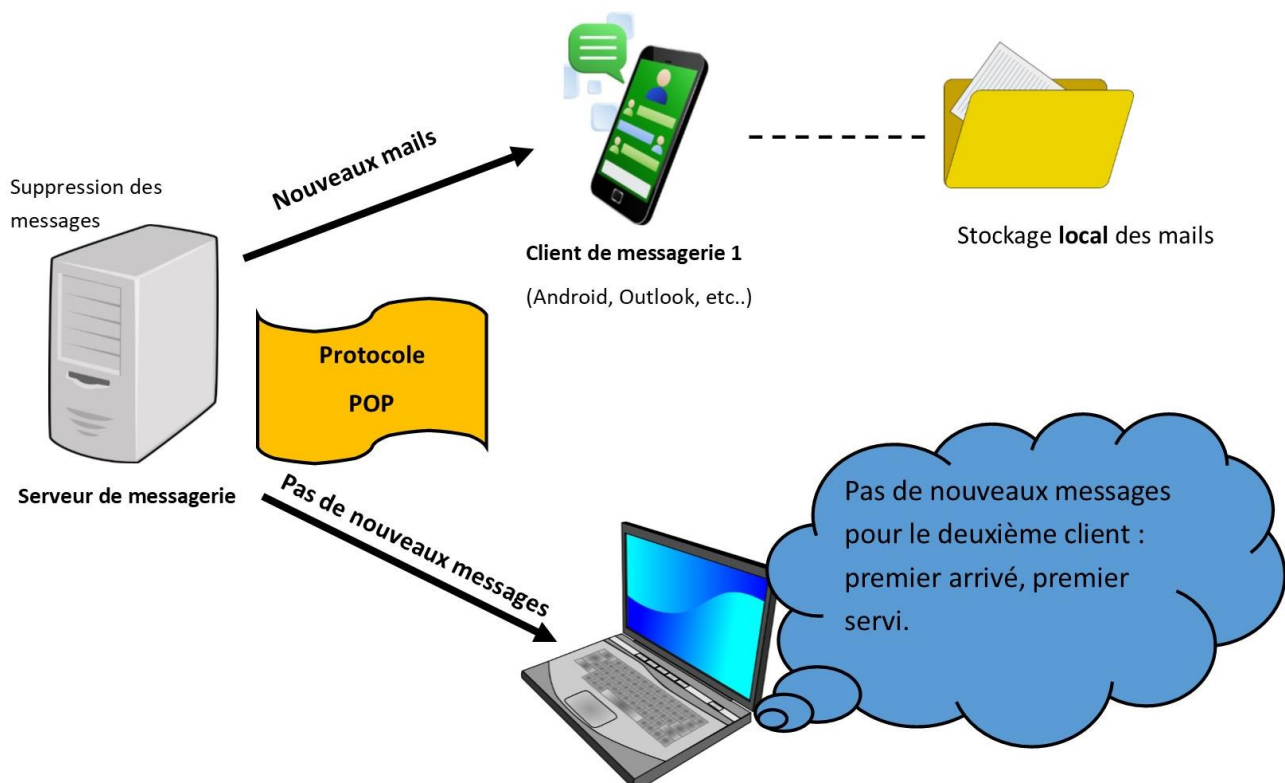 Suppression des
messages
Nouveaux mails
Client de messagerie 1
(Android, Outlook, etc..)
Stockage local des mails
Protocole
POP
Serveur de messagerie
Pas de nouveaux messages
Pas de nouveaux messages
pour le deuxième client :
premier arrivé, premier
servi.